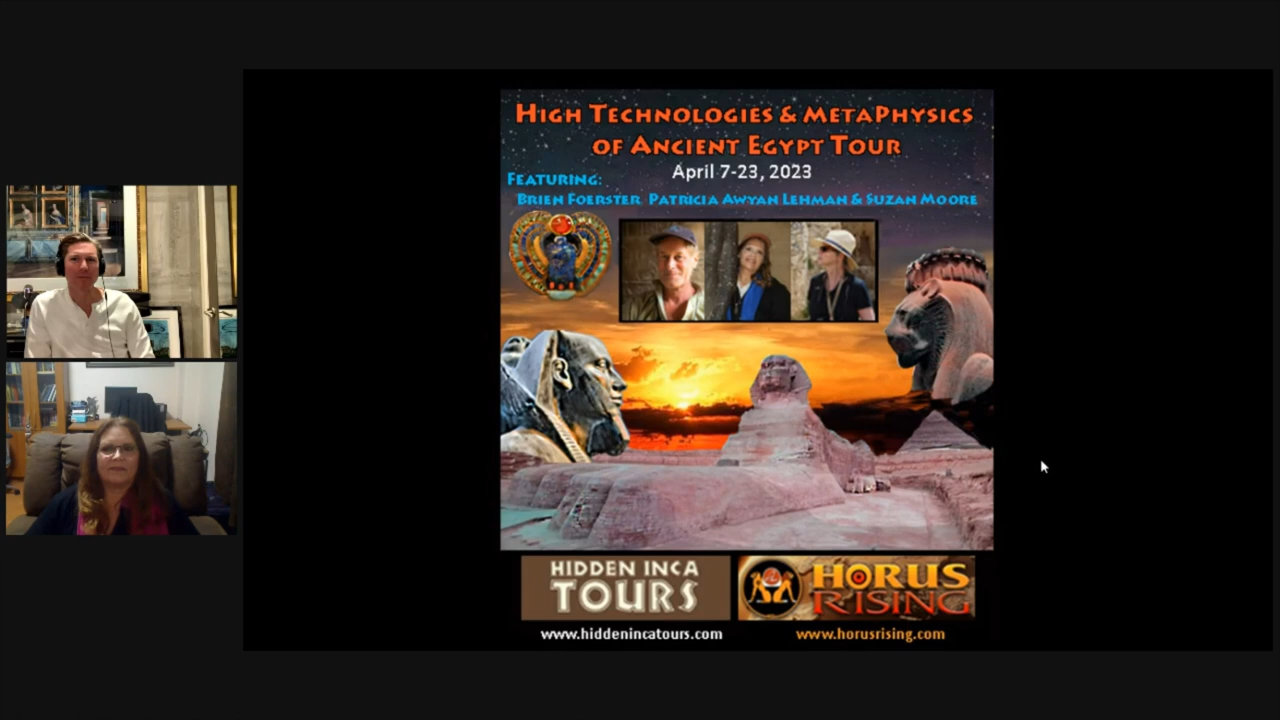 High Technologies & MetaPhysics
of Ancient Egypt Tour
April 7-23, 2023
Featuring:
Brien Foerster Patricia Awyan Lehman & Suzan Moore
HIDDEN INCA
TOURS
HORUS
RISING
www.hiddenincatours.com
www.horusrising.com